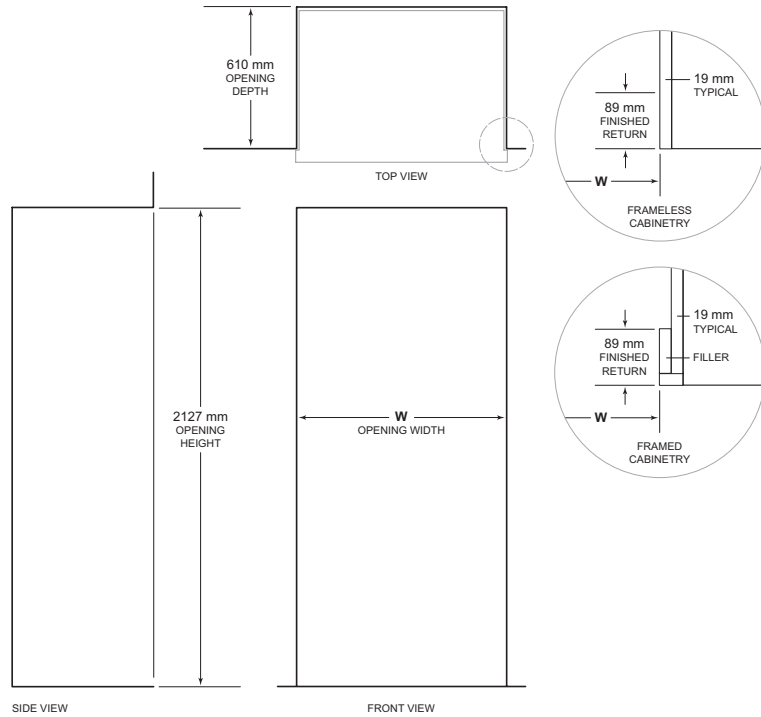 610 mm
OPENING
DEPTH
TOP VIEW
19 mm
TYPICAL
89 mm
FINISHED
RETURN
W
FRAMELESS
CABINETRY
19 mm
TYPICAL
89 mm
FINISHED
RETURN
FILLER
W
FRAMED
CABINETRY
2127 mm
OPENING
HEIGHT
W
OPENING WIDTH
SIDE VIEW
FRONT VIEW